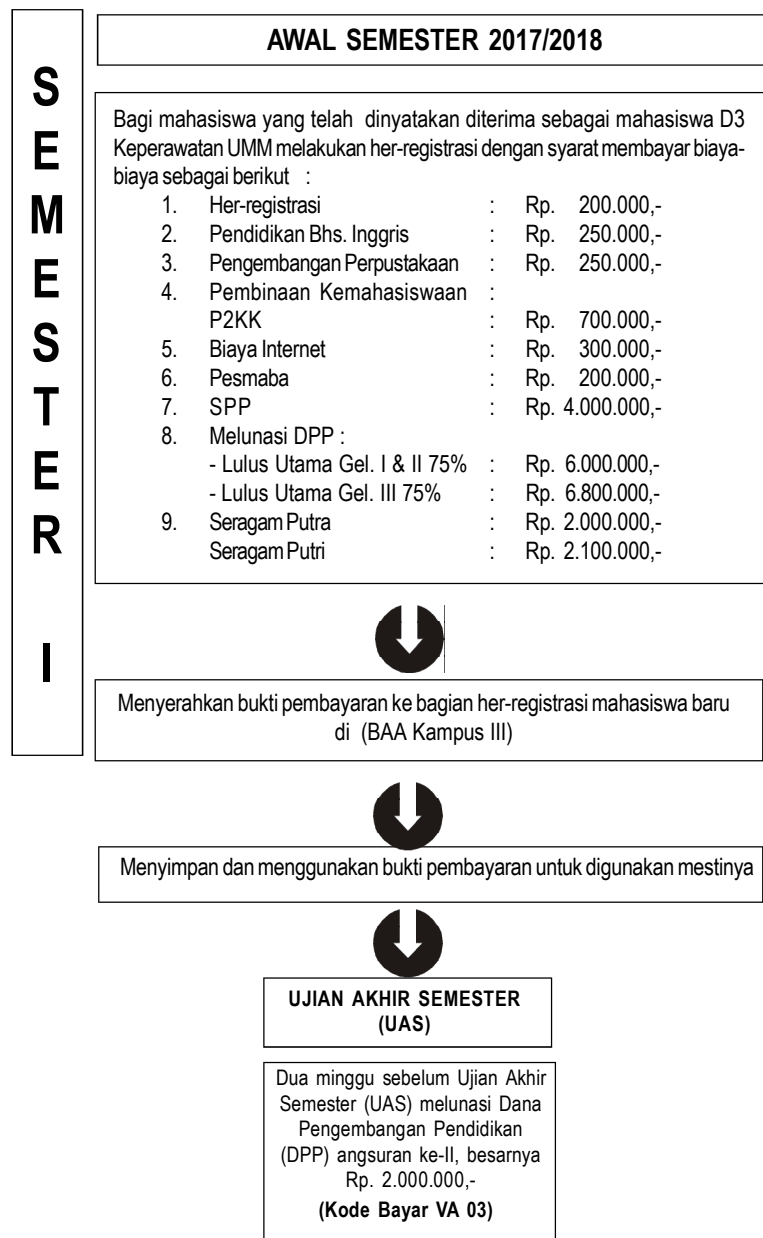 SEMESTER I
AWAL SEMESTER 2017/2018
Bagi mahasiswa yang telah dinyatakan diterima sebagai mahasiswa D3
Keperawatan UMM melakukan her-registrasi dengan syarat membayar biaya-
biaya sebagai berikut :
1. Her-registrasi : Rp. 200.000,-
2. Pendidikan Bhs. Inggris : Rp. 250.000,-
3. Pengembangan Perpustakaan : Rp. 250.000,-
4. Pembinaan Kemahasiswaan :
P2KK : Rp. 700.000,-
5. Biaya Internet : Rp. 300.000,-
6. Pesmaba : Rp. 200.000,-
7. SPP : Rp. 4.000.000,-
8. Melunasi DPP :
- Lulus Utama Gel. I & II 75% : Rp. 6.000.000,-
- Lulus Utama Gel. III 75% : Rp. 6.800.000,-
9. Seragam Putra : Rp. 2.000.000,-
Seragam Putri : Rp. 2.100.000,-
Menyerahkan bukti pembayaran ke bagian her-registrasi mahasiswa baru
di (BAA Kampus III)
Menyimpan dan menggunakan bukti pembayaran untuk digunakan mestinya
UJIAN AKHIR SEMESTER
(UAS)
Dua minggu sebelum Ujian Akhir
Semester (UAS) melunasi Dana
Pengembangan Pendidikan
(DPP) angsuran ke-II, besarnya
Rp. 2.000.000,-
(Kode Bayar VA 03)